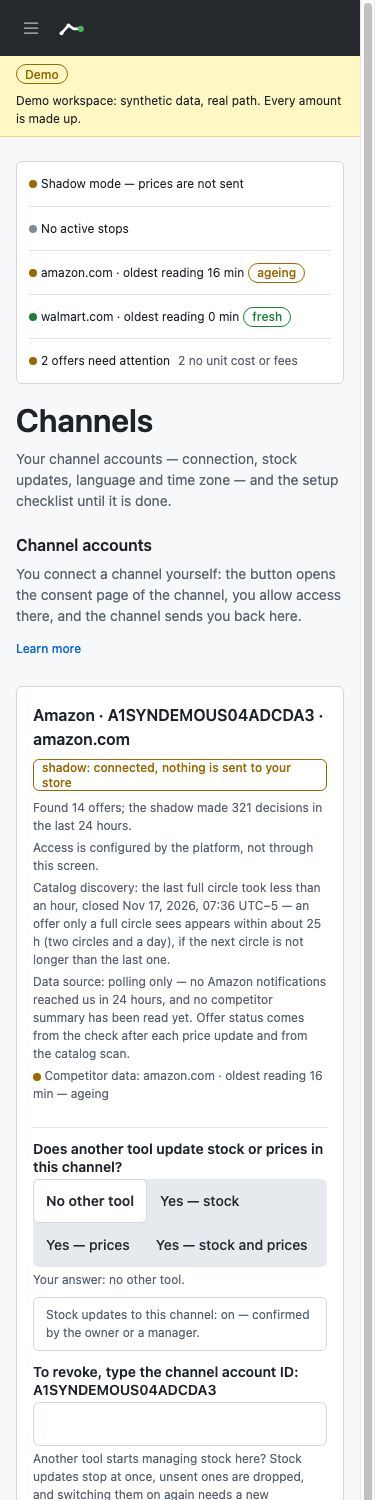 Demo
Demo workspace: synthetic data, real path. Every amount
is made up.
Shadow mode — prices are not sent
No active stops
amazon.com · oldest reading 16 min ageing
walmart.com · oldest reading 0 min fresh
2 offers need attention 2 no unit cost or fees
Channels
Your channel accounts — connection, stock
updates, language and time zone — and the setup
checklist until it is done.
Channel accounts
You connect a channel yourself: the button opens
the consent page of the channel, you allow access
there, and the channel sends you back here.
Learn more
Amazon · A1SYNDEMOUS04ADCDA3 ·
amazon.com
shadow: connected, nothing is sent to your
store
Found 14 offers; the shadow made 321 decisions in
the last 24 hours.
Access is configured by the platform, not through
this screen.
Catalog discovery: the last full circle took less than
an hour, closed Nov 17, 2026, 07:36 UTC−5 — an
offer only a full circle sees appears within about 25
h (two circles and a day), if the next circle is not
longer than the last one.
Data source: polling only — no Amazon notifications
reached us in 24 hours, and no competitor
summary has been read yet. Offer status comes
from the check after each price update and from
the catalog scan.
Competitor data: amazon.com · oldest reading 16
min — ageing
Does another tool update stock or prices in
this channel?
No other tool
Yes — stock
Yes — prices
Yes — stock and prices
Your answer: no other tool.
Stock updates to this channel: on — confirmed
by the owner or a manager.
To revoke, type the channel account ID:
A1SYNDEMOUS04ADCDA3
Another tool starts managing stock here? Stock
updates stop at once, unsent ones are dropped,
and switching them on again needs a new